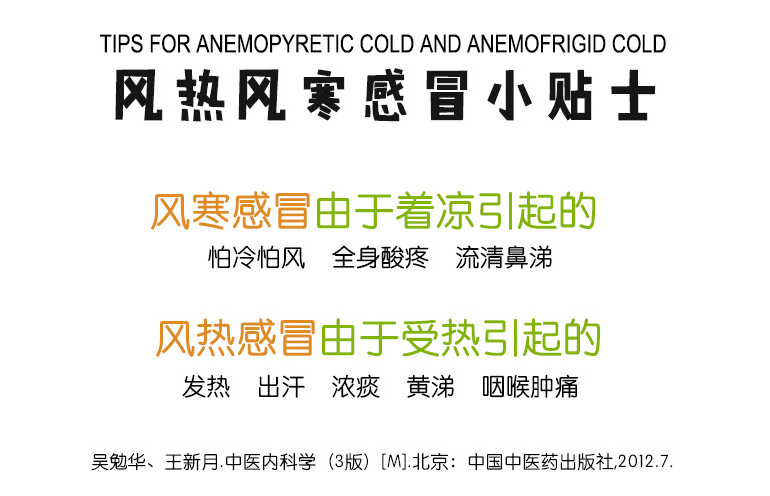 TIPS FOR ANEMOPYRETIC COLD AND ANEMOFRIGID COLD
风热风寒感冒小贴士
风寒感冒由于着凉引起的
怕冷怕风 全身酸疼 流清鼻涕
风热感冒由于受热引起的
发热 出汗 浓痰 黄涕 咽喉肿痛
吴勉华、王新月.中医内科学（3版）[M].北京：中国中医药出版社,2012.7.